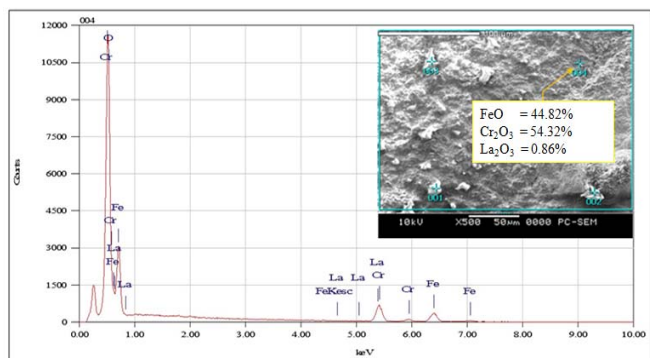 004
12000
10500
9000
7500
6000
4500
3000
1500
0
Counts
O
Cr
Fe
Cr
La
Fe
La
La
La
FeKesc
La
Cr
Cr
Fe
Fe
0.00 1.00 2.00 3.00 4.00 5.00 6.00 7.00 8.00 9.00 10.00
keV
004
FeO = 44.82%
Cr₂O₃ = 54.32%
La₂O₃ = 0.86%
001
002
10kV X500 50µm 0000 PC-SEM